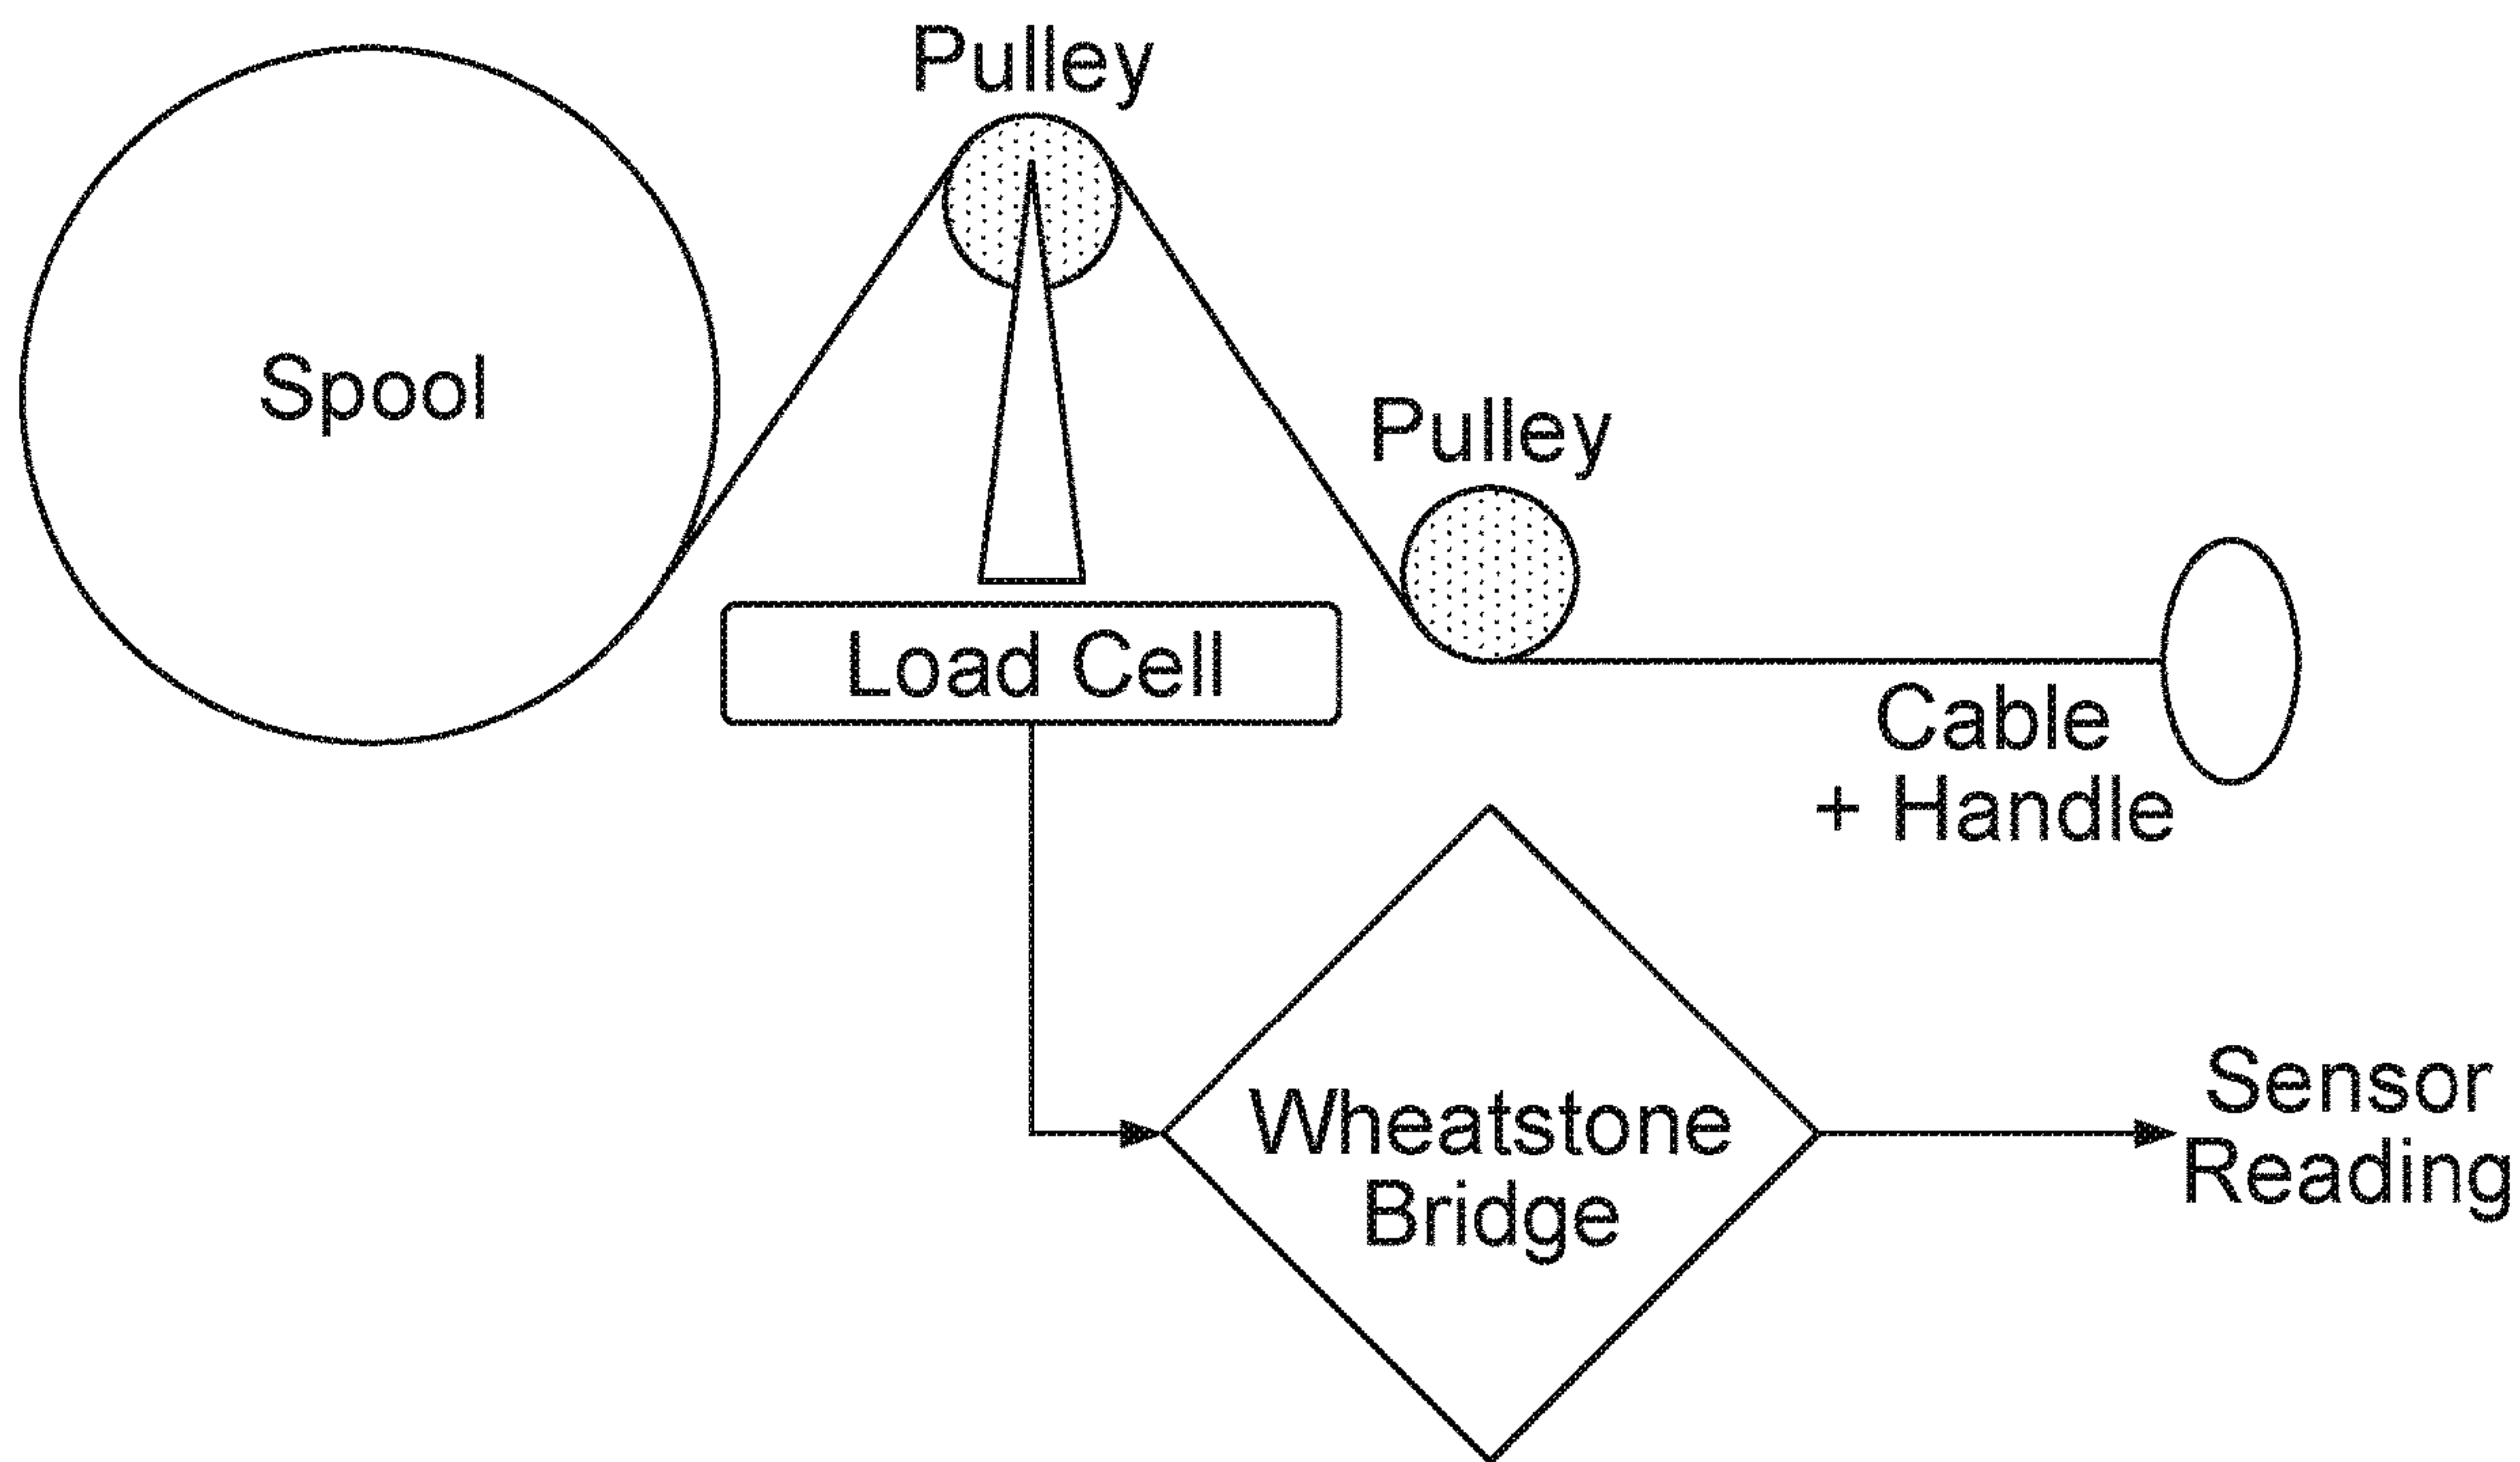 Pulley
Spool
Pulley
Load Cell
Cable
+ Handle
Wheatstone
Bridge
Sensor
Reading